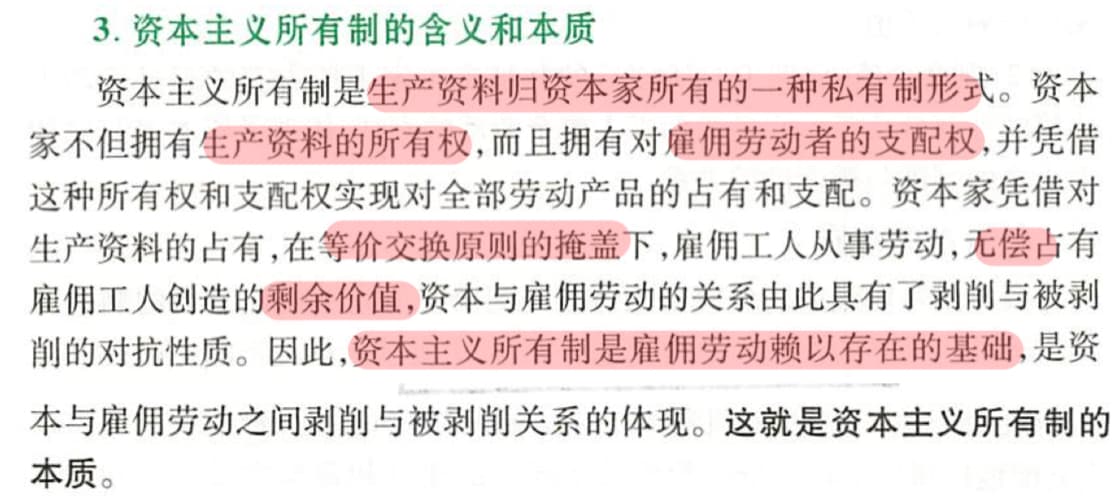 3. 资本主义所有制的含义和本质
资本主义所有制是生产资料归资本家所有的一种私有制形式。资本
家不但拥有生产资料的所有权,而且拥有对雇佣劳动者的支配权,并凭借
这种所有权和支配权实现对全部劳动产品的占有和支配。资本家凭借对
生产资料的占有,在等价交换原则的掩盖下,雇佣工人从事劳动,无偿占有
雇佣工人创造的剩余价值,资本与雇佣劳动的关系由此具有了剥削与被剥
削的对抗性质。因此,资本主义所有制是雇佣劳动赖以存在的基础,是资
本与雇佣劳动之间剥削与被剥削关系的体现。这就是资本主义所有制的
本质。